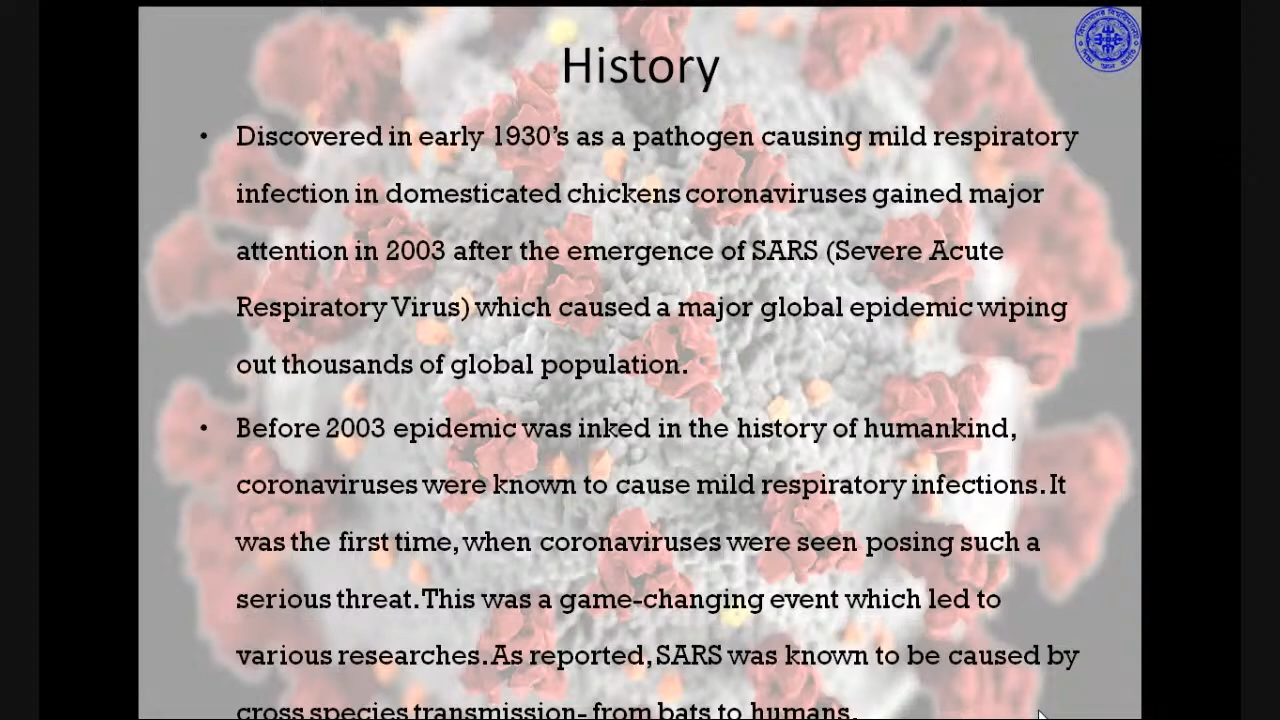 History
• Discovered in early 1930's as a pathogen causing mild respiratory
infection in domesticated chickens coronaviruses gained major
attention in 2003 after the emergence of SARS (Severe Acute
Respiratory Virus) which caused a major global epidemic wiping
out thousands of global population.
• Before 2003 epidemic was inked in the history of humankind,
coronaviruses were known to cause mild respiratory infections. It
was the first time, when coronaviruses were seen posing such a
serious threat. This was a game-changing event which led to
various researches. As reported, SARS was known to be caused by
cross species transmission- from bats to humans.